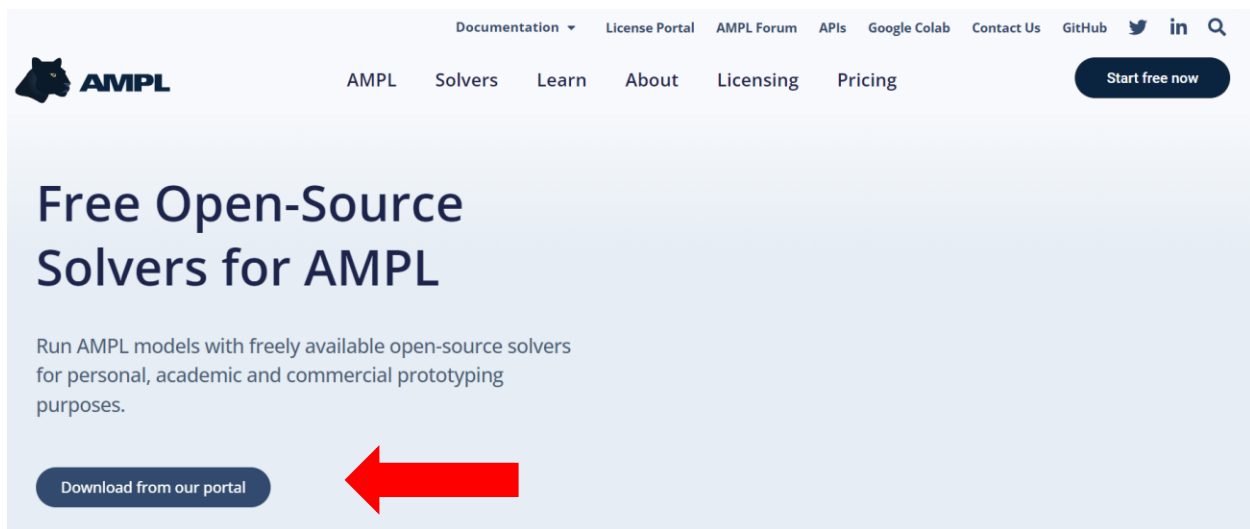 Documentation License Portal AMPL Forum APIs Google Colab Contact Us GitHub in
AMPL AMPL Solvers Learn About Licensing Pricing Start free now
Free Open-Source
Solvers for AMPL
Run AMPL models with freely available open-source solvers
for personal, academic and commercial prototyping
purposes.
Download from our portal